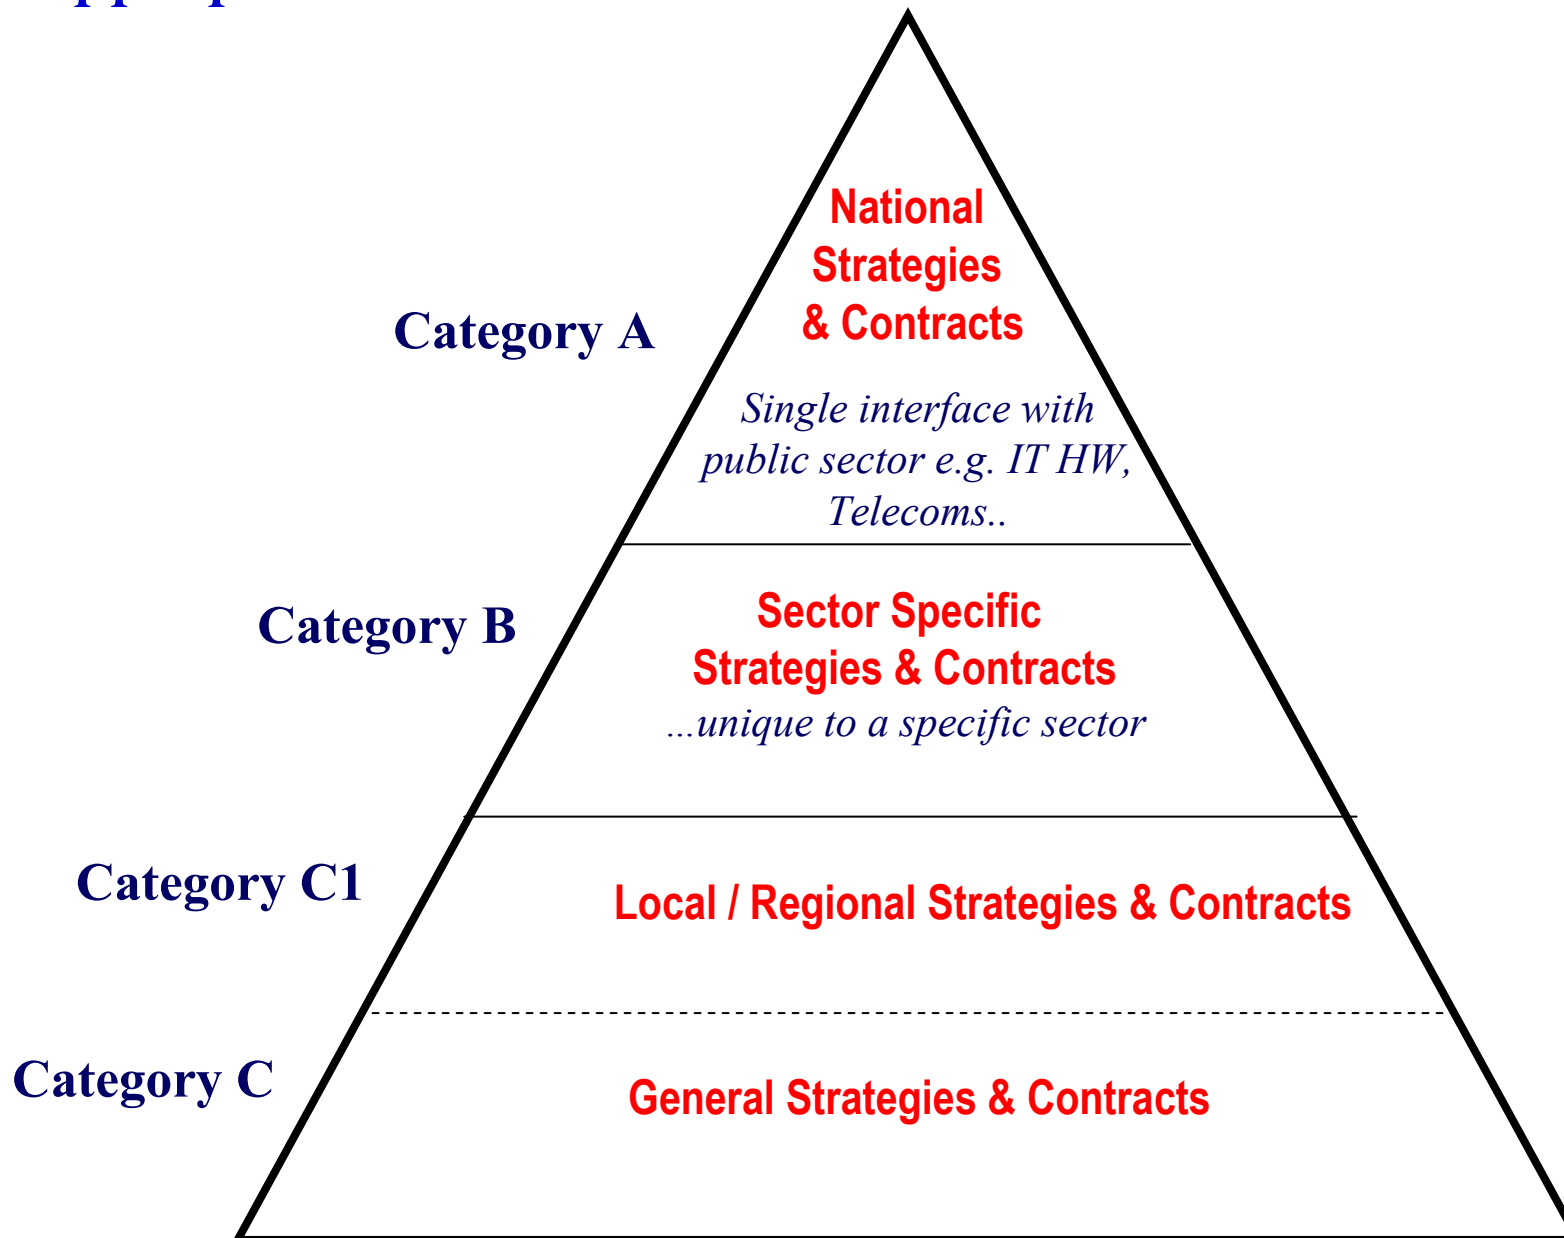 National
Strategies
& Contracts
Category A
Single interface with
public sector e.g. IT HW,
Telecoms..
Category B
Sector Specific
Strategies & Contracts
...unique to a specific sector
Category C1
Local / Regional Strategies & Contracts
Category C
General Strategies & Contracts